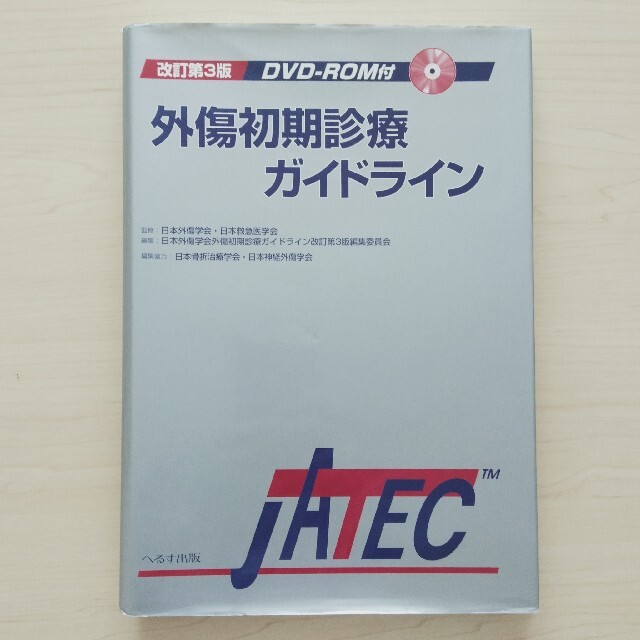 改訂第3版 DVD-ROM付
外傷初期診療
ガイドライン
監修:日本外傷学会・日本救急医学会
編集:日本外傷学会外傷初期診療ガイドライン改訂第3版編集委員会
編集協力:日本骨折治療学会・日本神経外傷学会
JATEC™
へるす出版